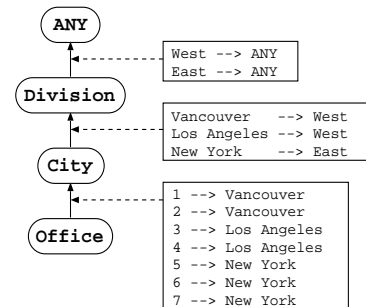 ANY
West --> ANY
East --> ANY
Division
Vancouver --> West
Los Angeles --> West
New York --> East
City
1 --> Vancouver
2 --> Vancouver
3 --> Los Angeles
4 --> Los Angeles
5 --> New York
6 --> New York
7 --> New York
Office